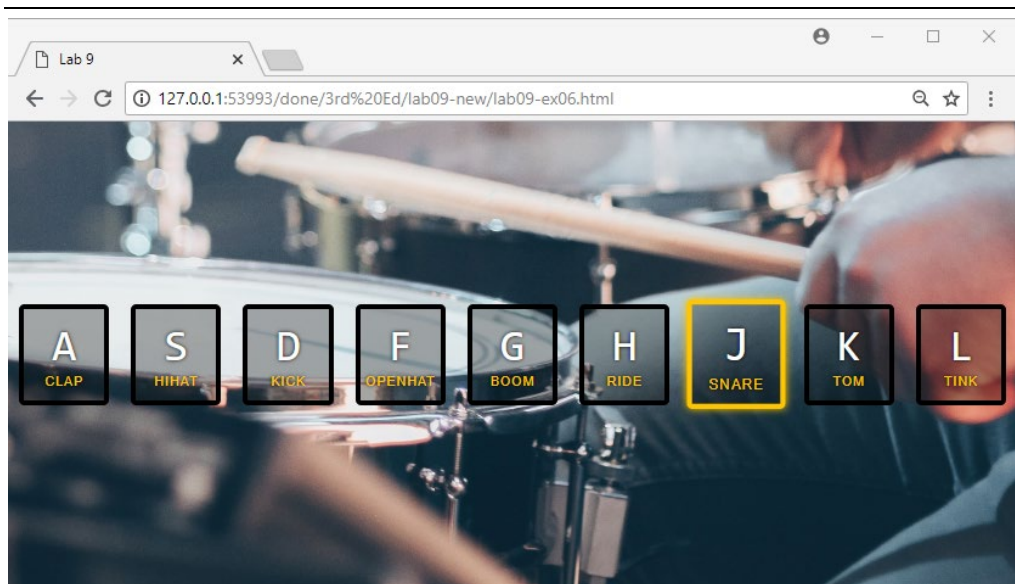 Lab 9
127.0.0.1:53993/done/3rd%20Ed/lab09-new/lab09-ex06.html
A S D F G H J K L
CLAP HIHAT KICK OPENHAT BOOM RIDE SNARE TOM TINK